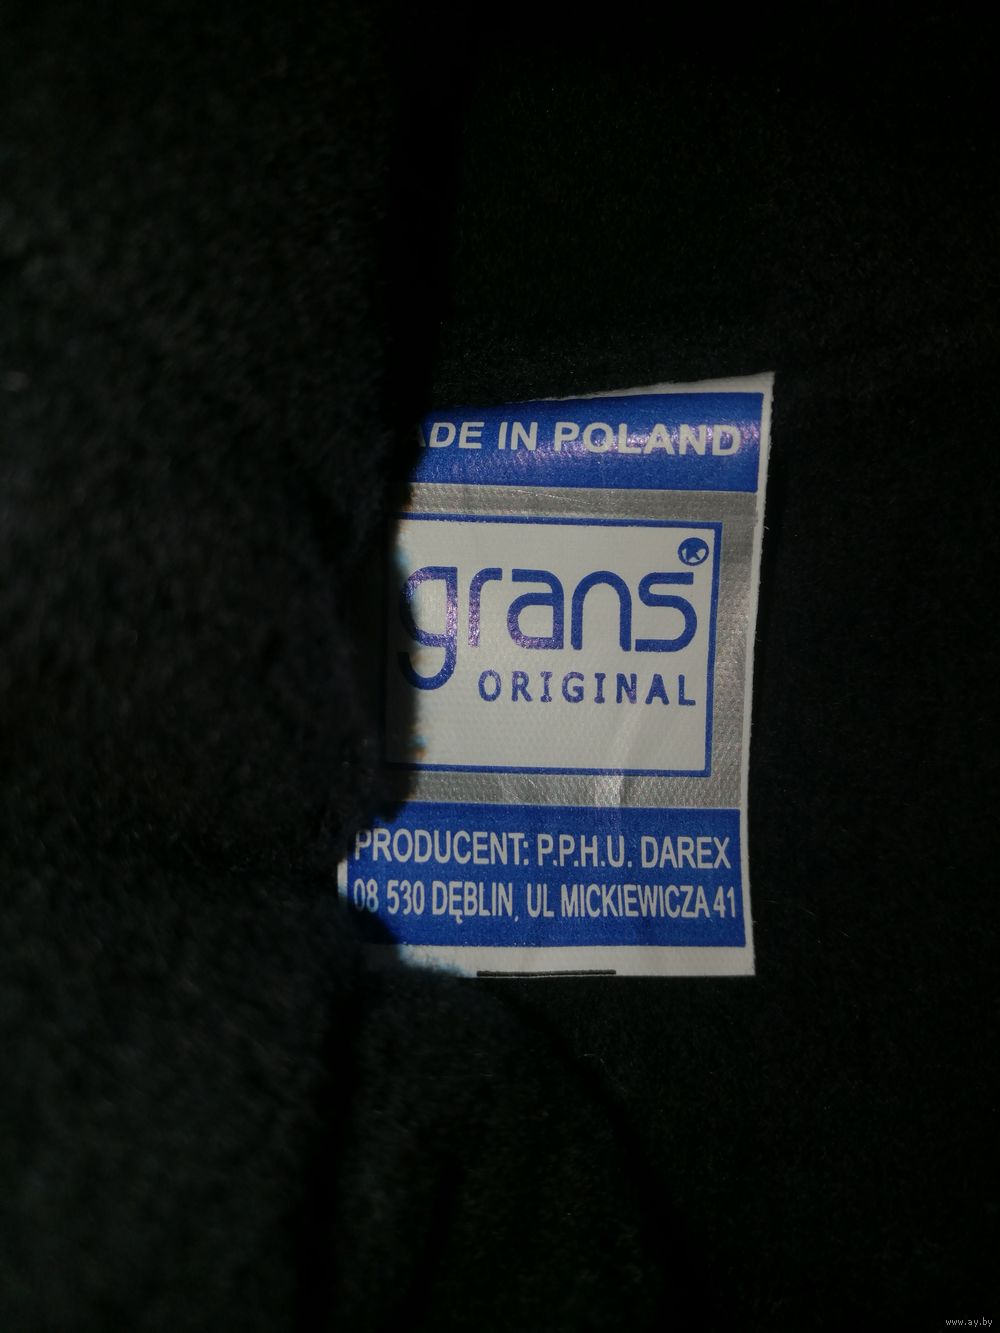 ADE IN POLAND
grans
ORIGINAL
PRODUCENT: P.P.H.U. DAREX
08 530 DĘBLIN, UL MICKIEWICZA 41
www.ay.by